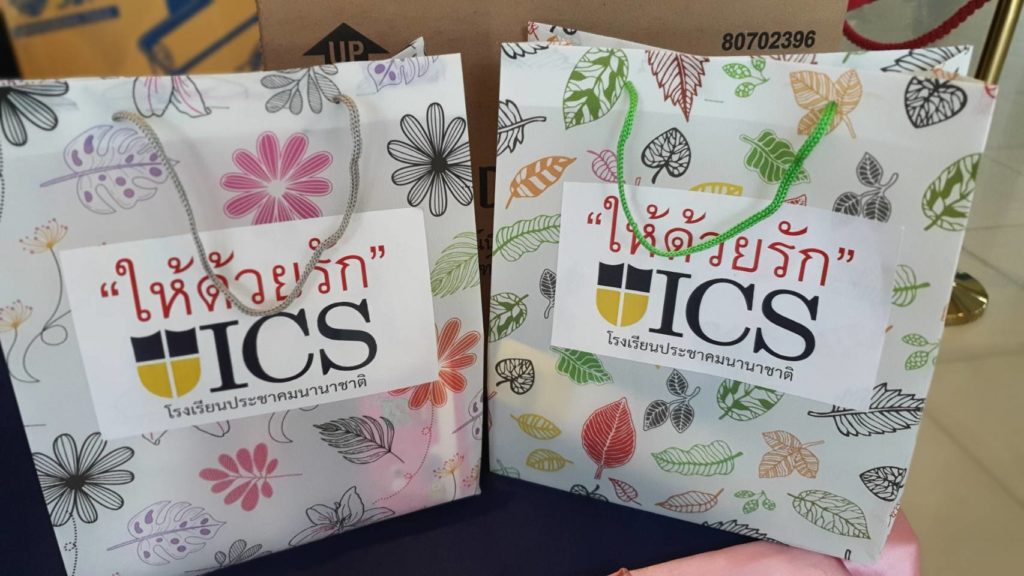 UP
80702396
“ให้ด้วยรัก”
ICS
โรงเรียนประชาคมนานาชาติ
“ให้ด้วยรัก”
ICS
โรงเรียนประชาคมนานาชาติ